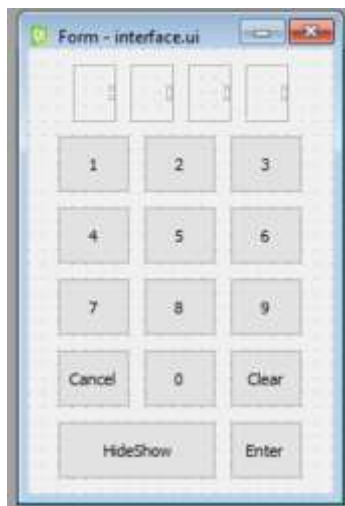 Form - interface.ui
1 2 3
4 5 6
7 8 9
Cancel 0 Clear
HideShow Enter